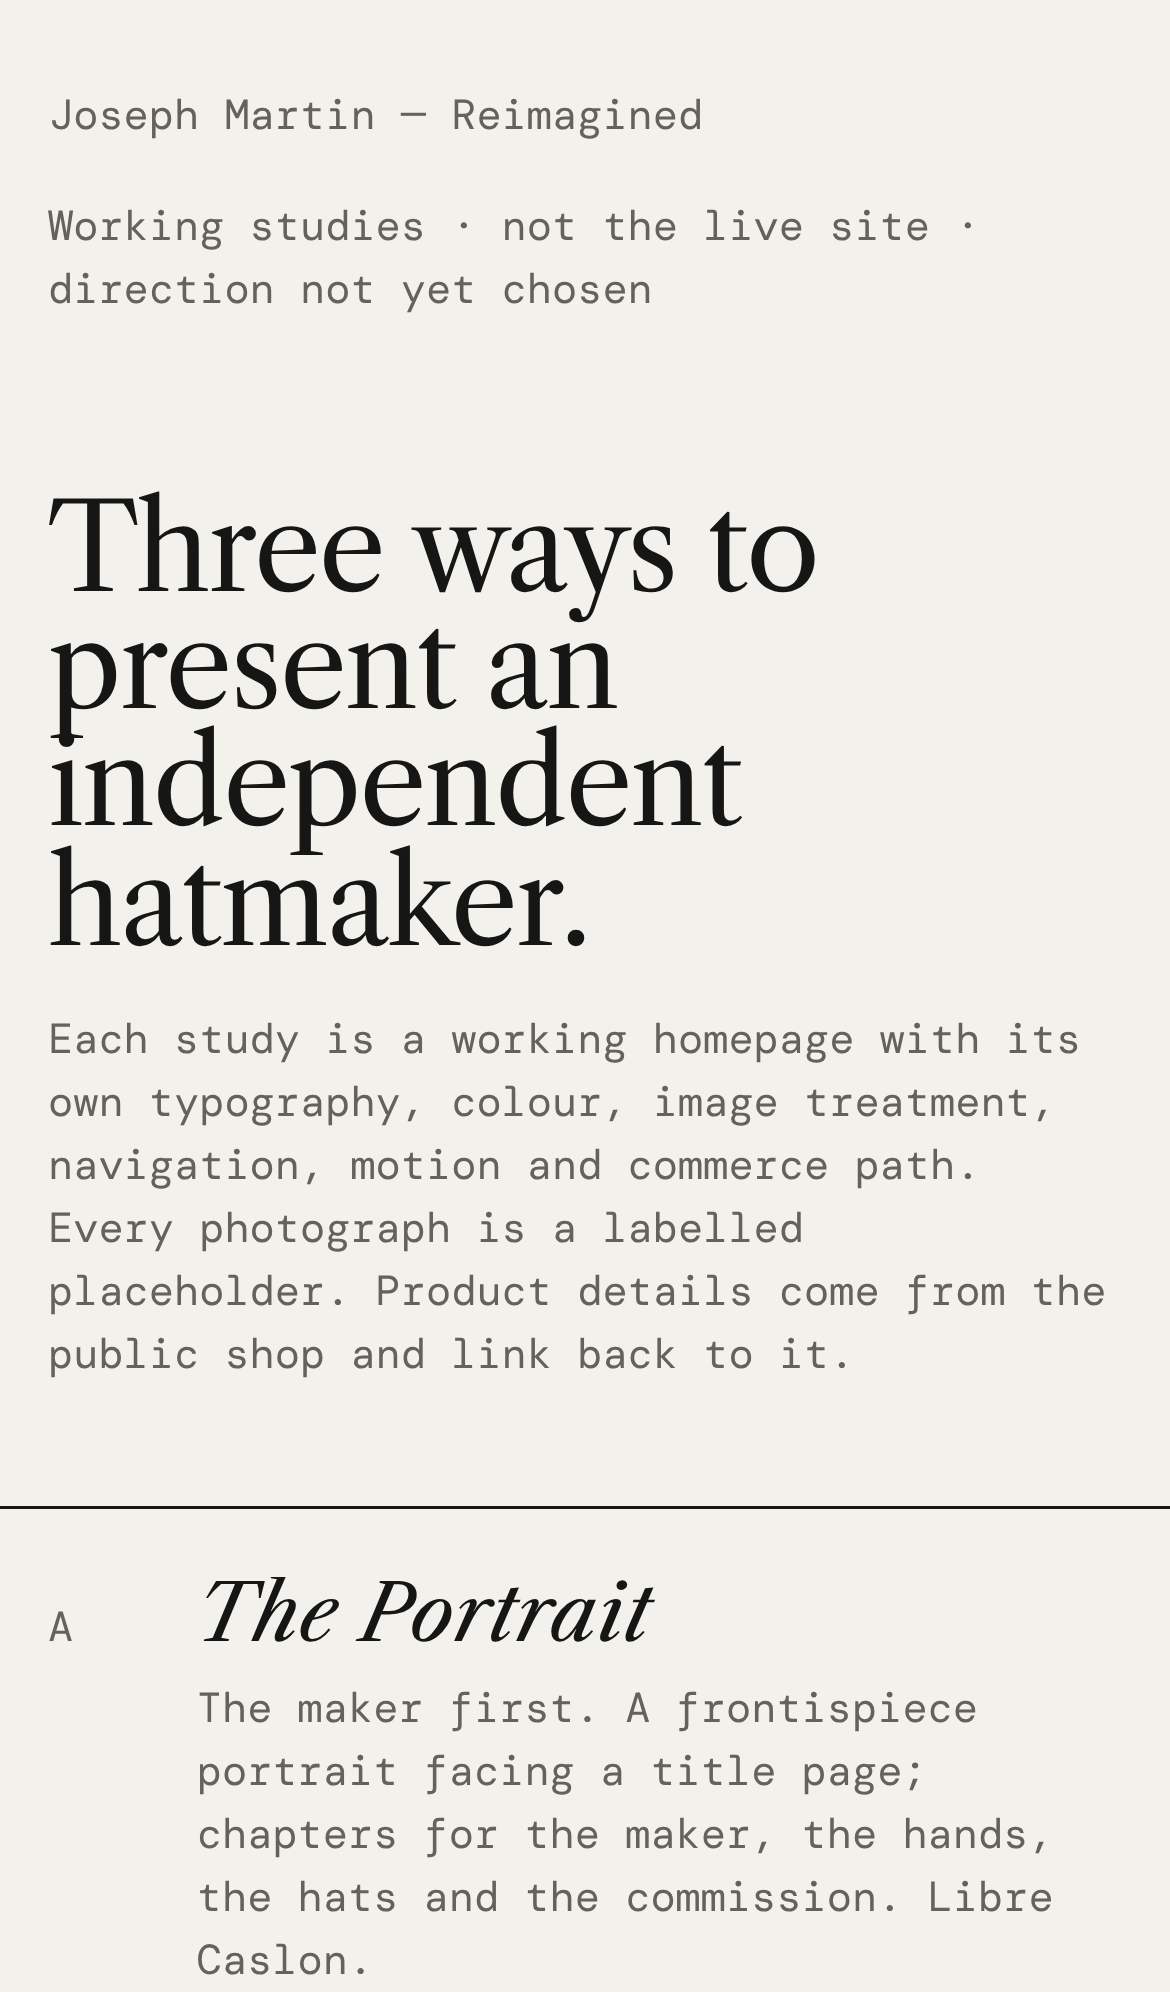 Joseph Martin — Reimagined
Working studies · not the live site ·
direction not yet chosen
Three ways to
present an
independent
hatmaker.
Each study is a working homepage with its
own typography, colour, image treatment,
navigation, motion and commerce path.
Every photograph is a labelled
placeholder. Product details come from the
public shop and link back to it.
A
The Portrait
The maker first. A frontispiece
portrait facing a title page;
chapters for the maker, the hands,
the hats and the commission. Libre
Caslon.